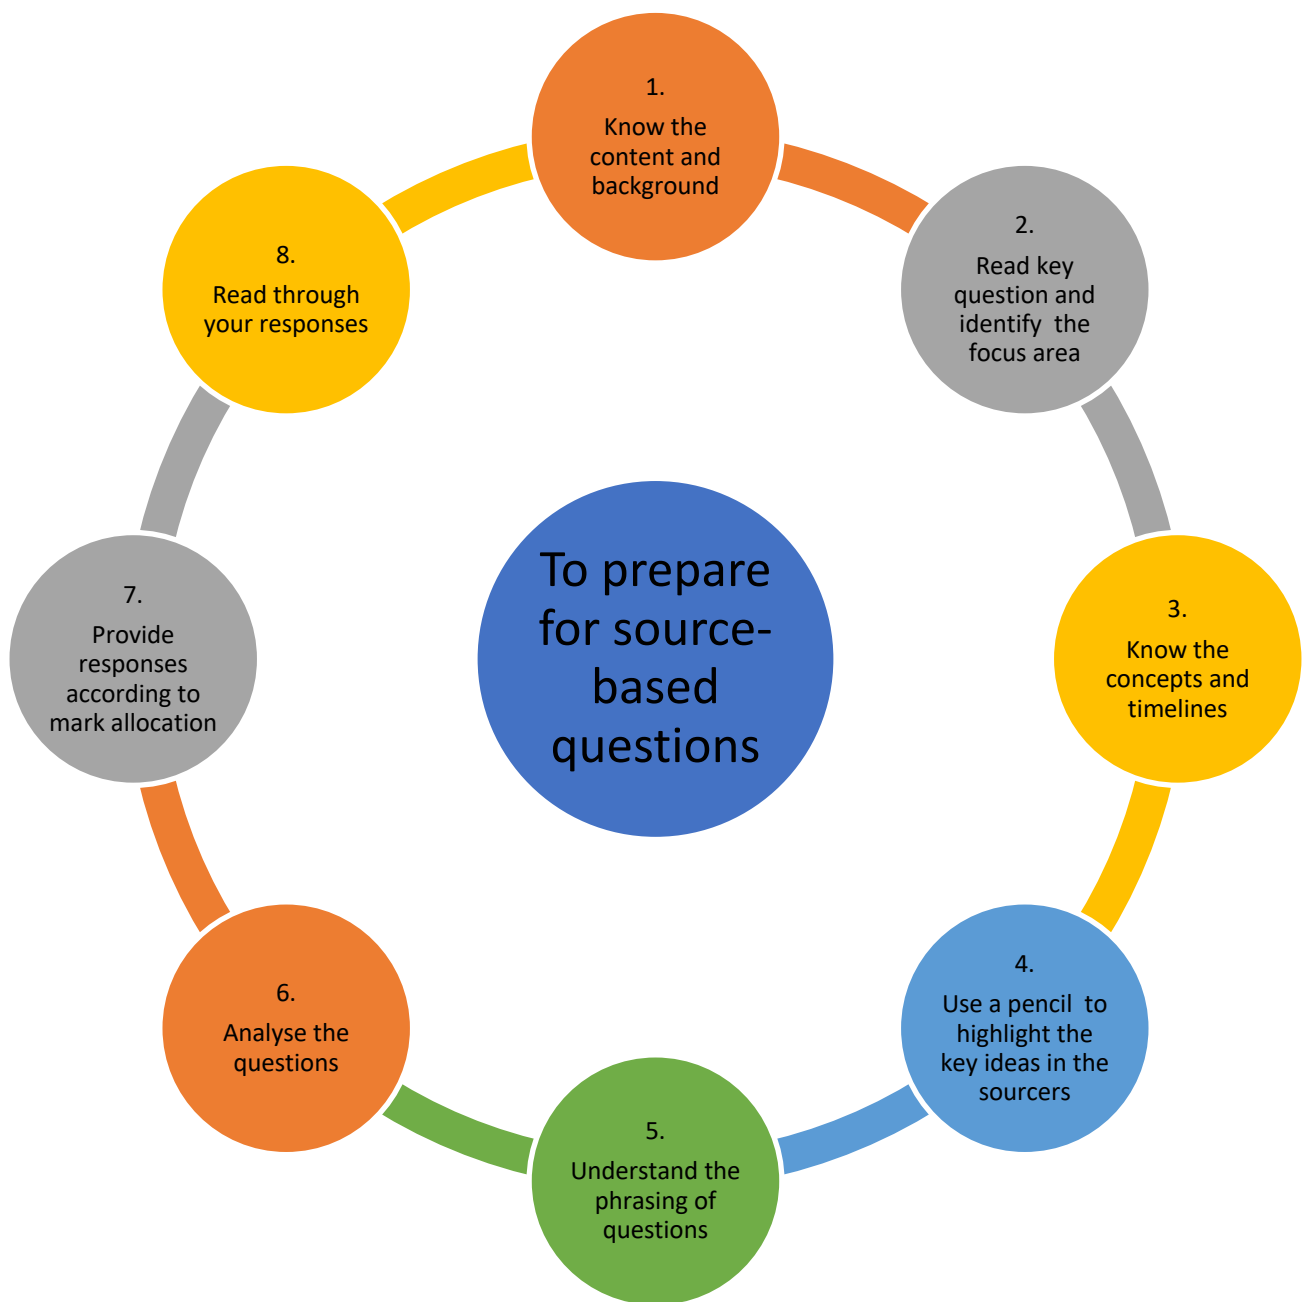 1.
Know the
content and
background
2.
Read key
question and
identify the
focus area
3.
Know the
concepts and
timelines
4.
Use a pencil to
highlight the
key ideas in the
sourcers
5.
Understand the
phrasing of
questions
6.
Analyse the
questions
7.
Provide
responses
according to
mark allocation
8.
Read through
your responses
To prepare
for source-
based
questions